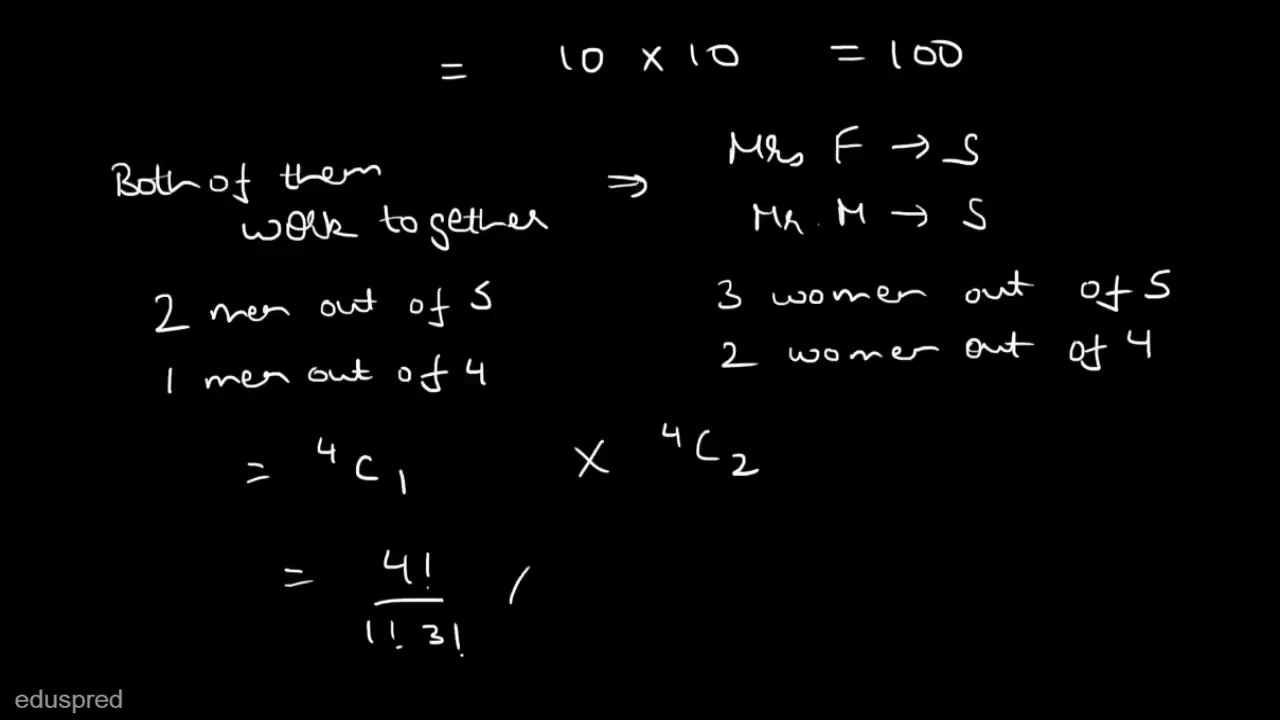 = 10 x 10 = 100
Both of them ⇒ Mrs F → S
work together Mr. M → S
2 men out of 5 3 women out of 5
1 men out of 4 2 women out of 4
= ⁴C₁ X ⁴C₂
= 4! / 1! 3! (
eduspred